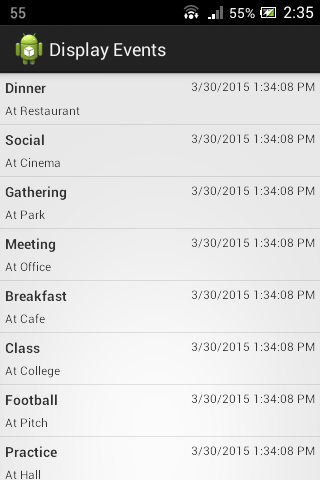 55 55% 2:35
Display Events
Dinner 3/30/2015 1:34:08 PM
At Restaurant
Social 3/30/2015 1:34:08 PM
At Cinema
Gathering 3/30/2015 1:34:08 PM
At Park
Meeting 3/30/2015 1:34:08 PM
At Office
Breakfast 3/30/2015 1:34:08 PM
At Cafe
Class 3/30/2015 1:34:08 PM
At College
Football 3/30/2015 1:34:08 PM
At Pitch
Practice 3/30/2015 1:34:08 PM
At Hall